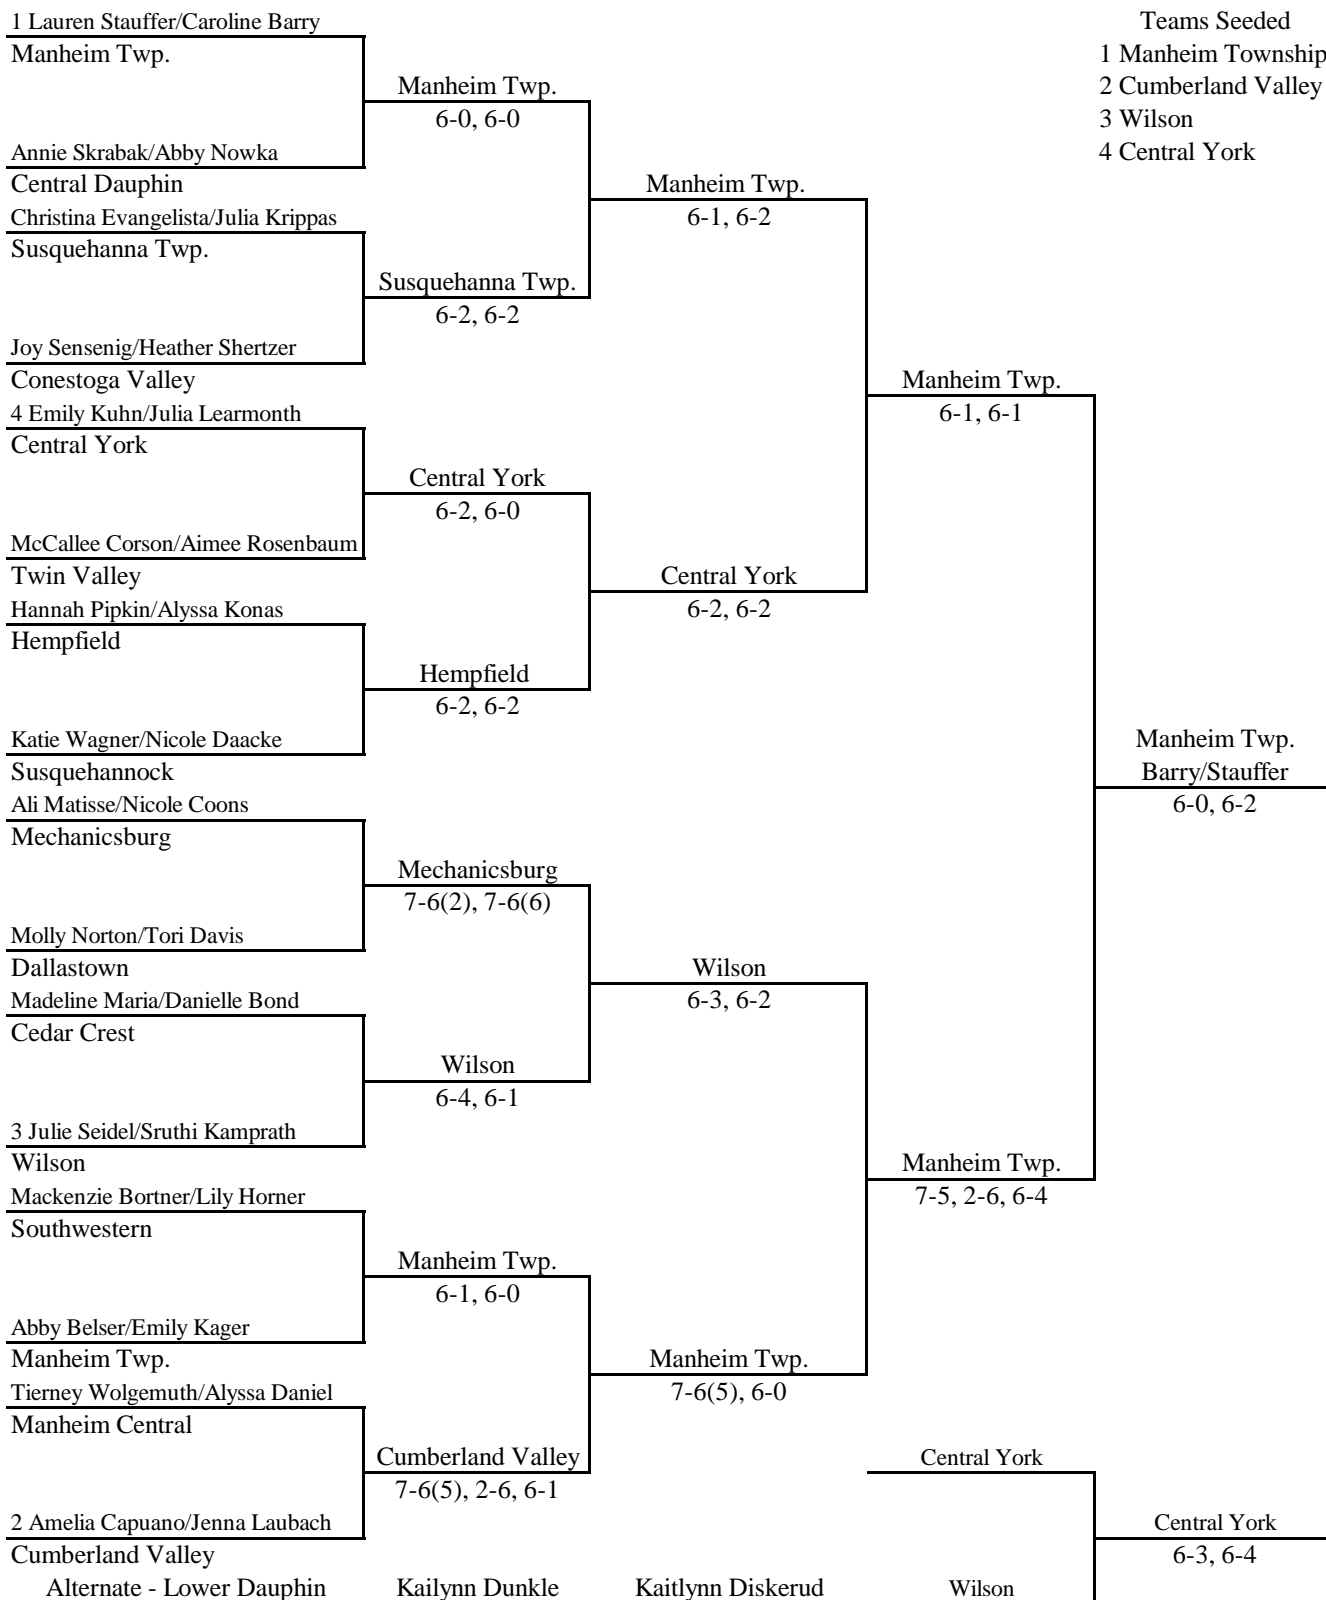 1 Lauren Stauffer/Caroline Barry
Manheim Twp.
Manheim Twp.
6-0, 6-0
Annie Skrabak/Abby Nowka
Central Dauphin
Manheim Twp.
6-1, 6-2
Christina Evangelista/Julia Krippas
Susquehanna Twp.
Susquehanna Twp.
6-2, 6-2
Joy Sensenig/Heather Shertzer
Conestoga Valley
Manheim Twp.
6-1, 6-1
4 Emily Kuhn/Julia Learmonth
Central York
Central York
6-2, 6-0
McCallee Corson/Aimee Rosenbaum
Twin Valley
Central York
6-2, 6-2
Hannah Pipkin/Alyssa Konas
Hempfield
Hempfield
6-2, 6-2
Katie Wagner/Nicole Daacke
Susquehannock
Manheim Twp.
Barry/Stauffer
6-0, 6-2
Ali Matisse/Nicole Coons
Mechanicsburg
Mechanicsburg
7-6(2), 7-6(6)
Molly Norton/Tori Davis
Dallastown
Wilson
6-3, 6-2
Madeline Maria/Danielle Bond
Cedar Crest
Wilson
6-4, 6-1
3 Julie Seidel/Sruthi Kamprath
Wilson
Manheim Twp.
7-5, 2-6, 6-4
Mackenzie Bortner/Lily Horner
Southwestern
Manheim Twp.
6-1, 6-0
Abby Belser/Emily Kager
Manheim Twp.
Manheim Twp.
7-6(5), 6-0
Tierney Wolgemuth/Alyssa Daniel
Manheim Central
Cumberland Valley
7-6(5), 2-6, 6-1
2 Amelia Capuano/Jenna Laubach
Cumberland Valley
Central York
Central York
6-3, 6-4
Alternate - Lower Dauphin Kailynn Dunkle Kaitlynn Diskerud Wilson
Teams Seeded
1 Manheim Township
2 Cumberland Valley
3 Wilson
4 Central York